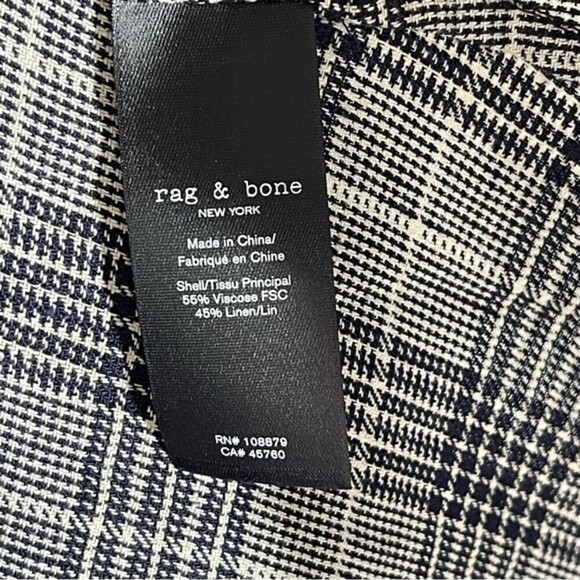 rag & bone
NEW YORK
Made in China/
Fabriqué en Chine
Shell/Tissu Principal
55% Viscose FSC
45% Linen/Lin
RN# 108879
CA# 45760